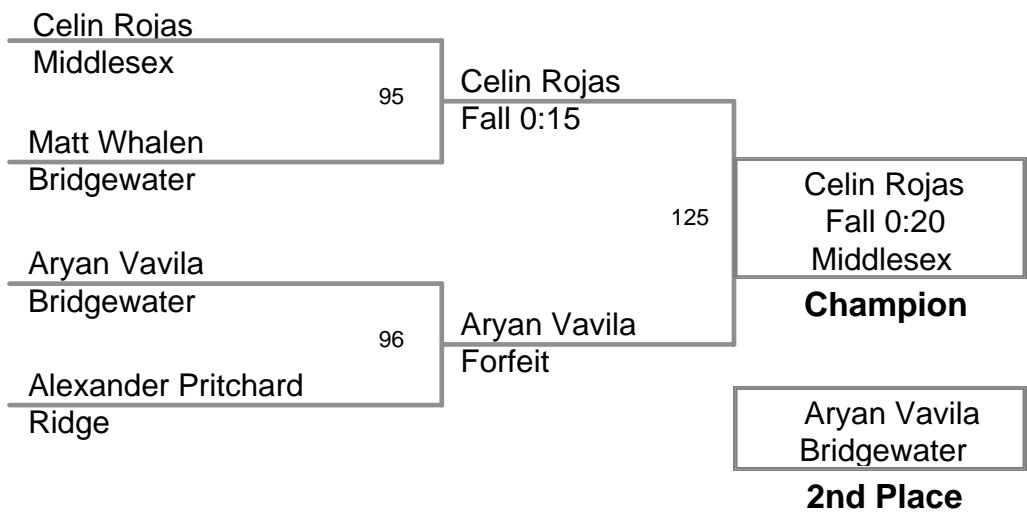 Celin Rojas
Middlesex
95
Matt Whalen
Bridgewater
Celin Rojas
Fall 0:15
Aryan Vavila
Bridgewater
96
Alexander Pritchard
Ridge
Aryan Vavila
Forfeit
125
Celin Rojas
Fall 0:20
Middlesex
Champion
Aryan Vavila
Bridgewater
2nd Place